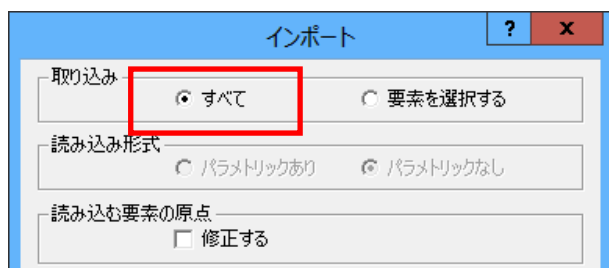 インポート ? x
取り込み
すべて 要素を選択する
読み込み形式
パラメトリックあり パラメトリックなし
読み込む要素の原点
修正する